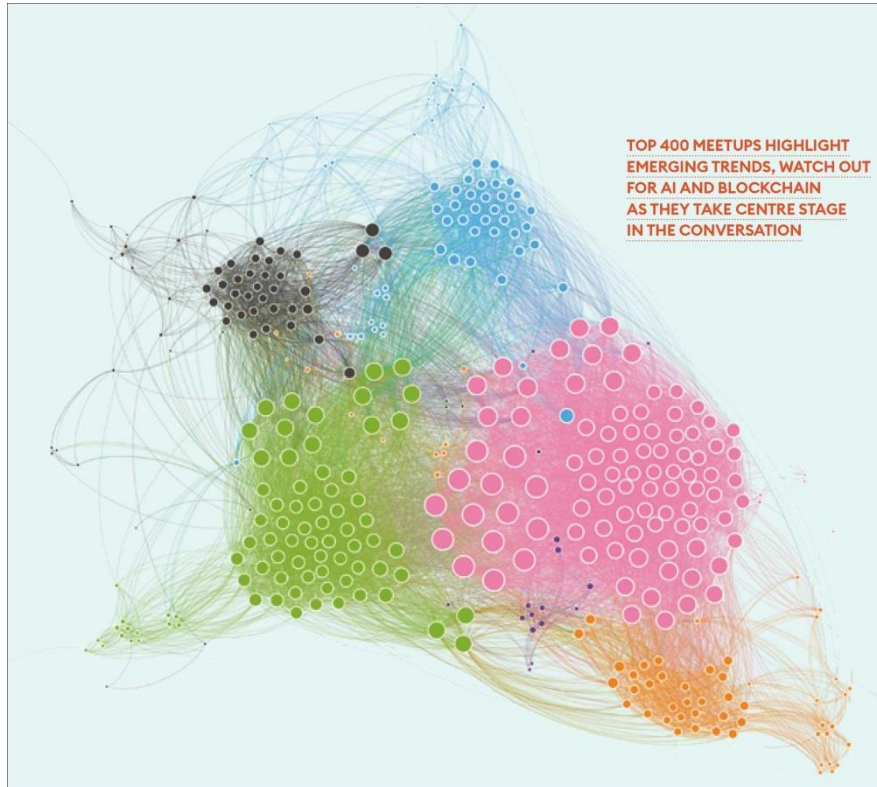 TOP 400 MEETUPS HIGHLIGHT
EMERGING TRENDS, WATCH OUT
FOR AI AND BLOCKCHAIN
AS THEY TAKE CENTRE STAGE
IN THE CONVERSATION